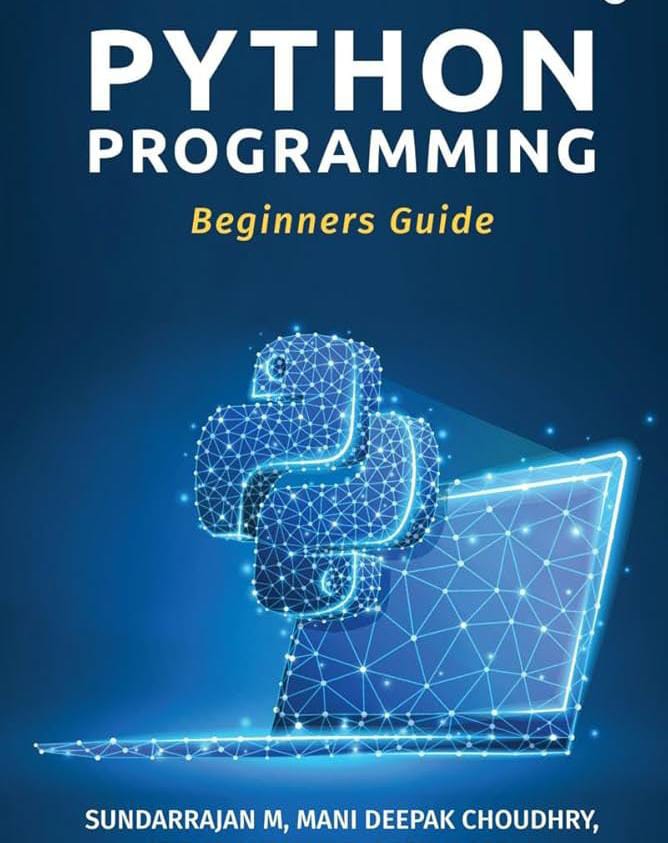 PYTHON
PROGRAMMING
Beginners Guide
SUNDARRAJAN M, MANI DEEPAK CHOUDHRY,